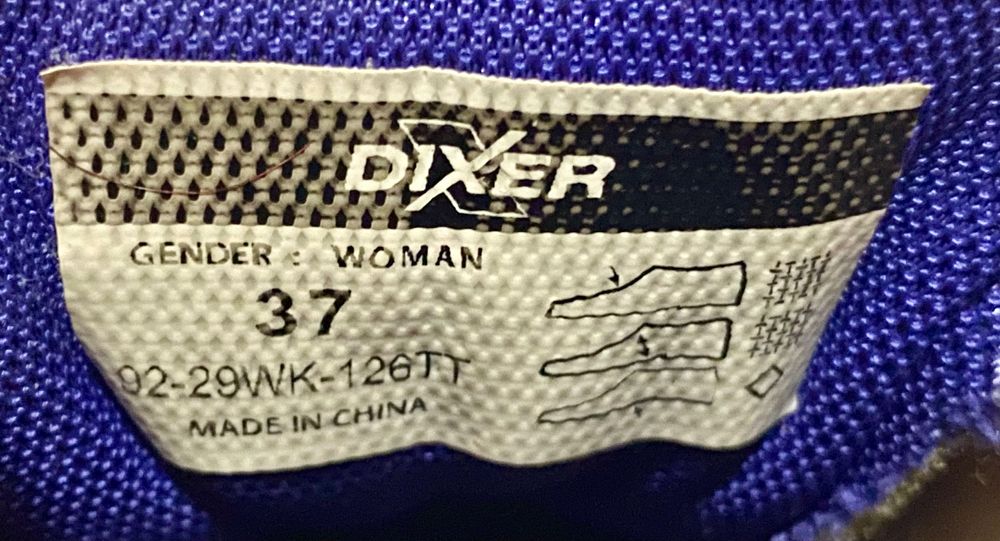 DIXER
GENDER : WOMAN
37
92-29WK-126TT
MADE IN CHINA